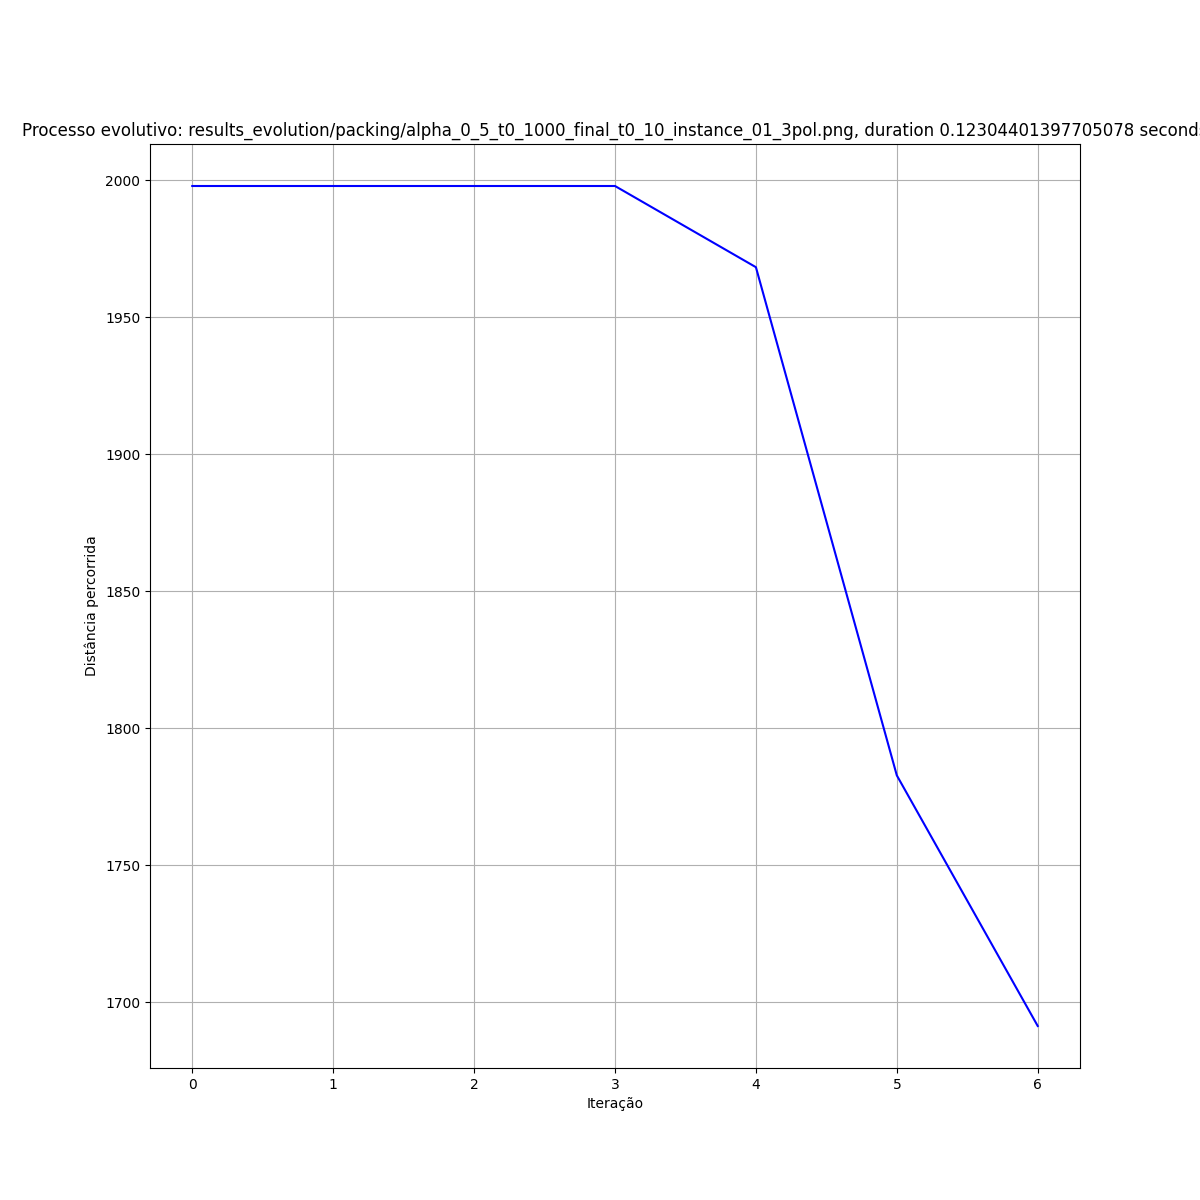 Processo evolutivo: results_evolution/packing/alpha_0_5_t0_1000_final_t0_10_instance_01_3pol.png, duration 0.12304401397705078 second
2000
1950
1900
1850
1800
1750
1700
Distância percorrida
0 1 2 3 4 5 6
Iteração